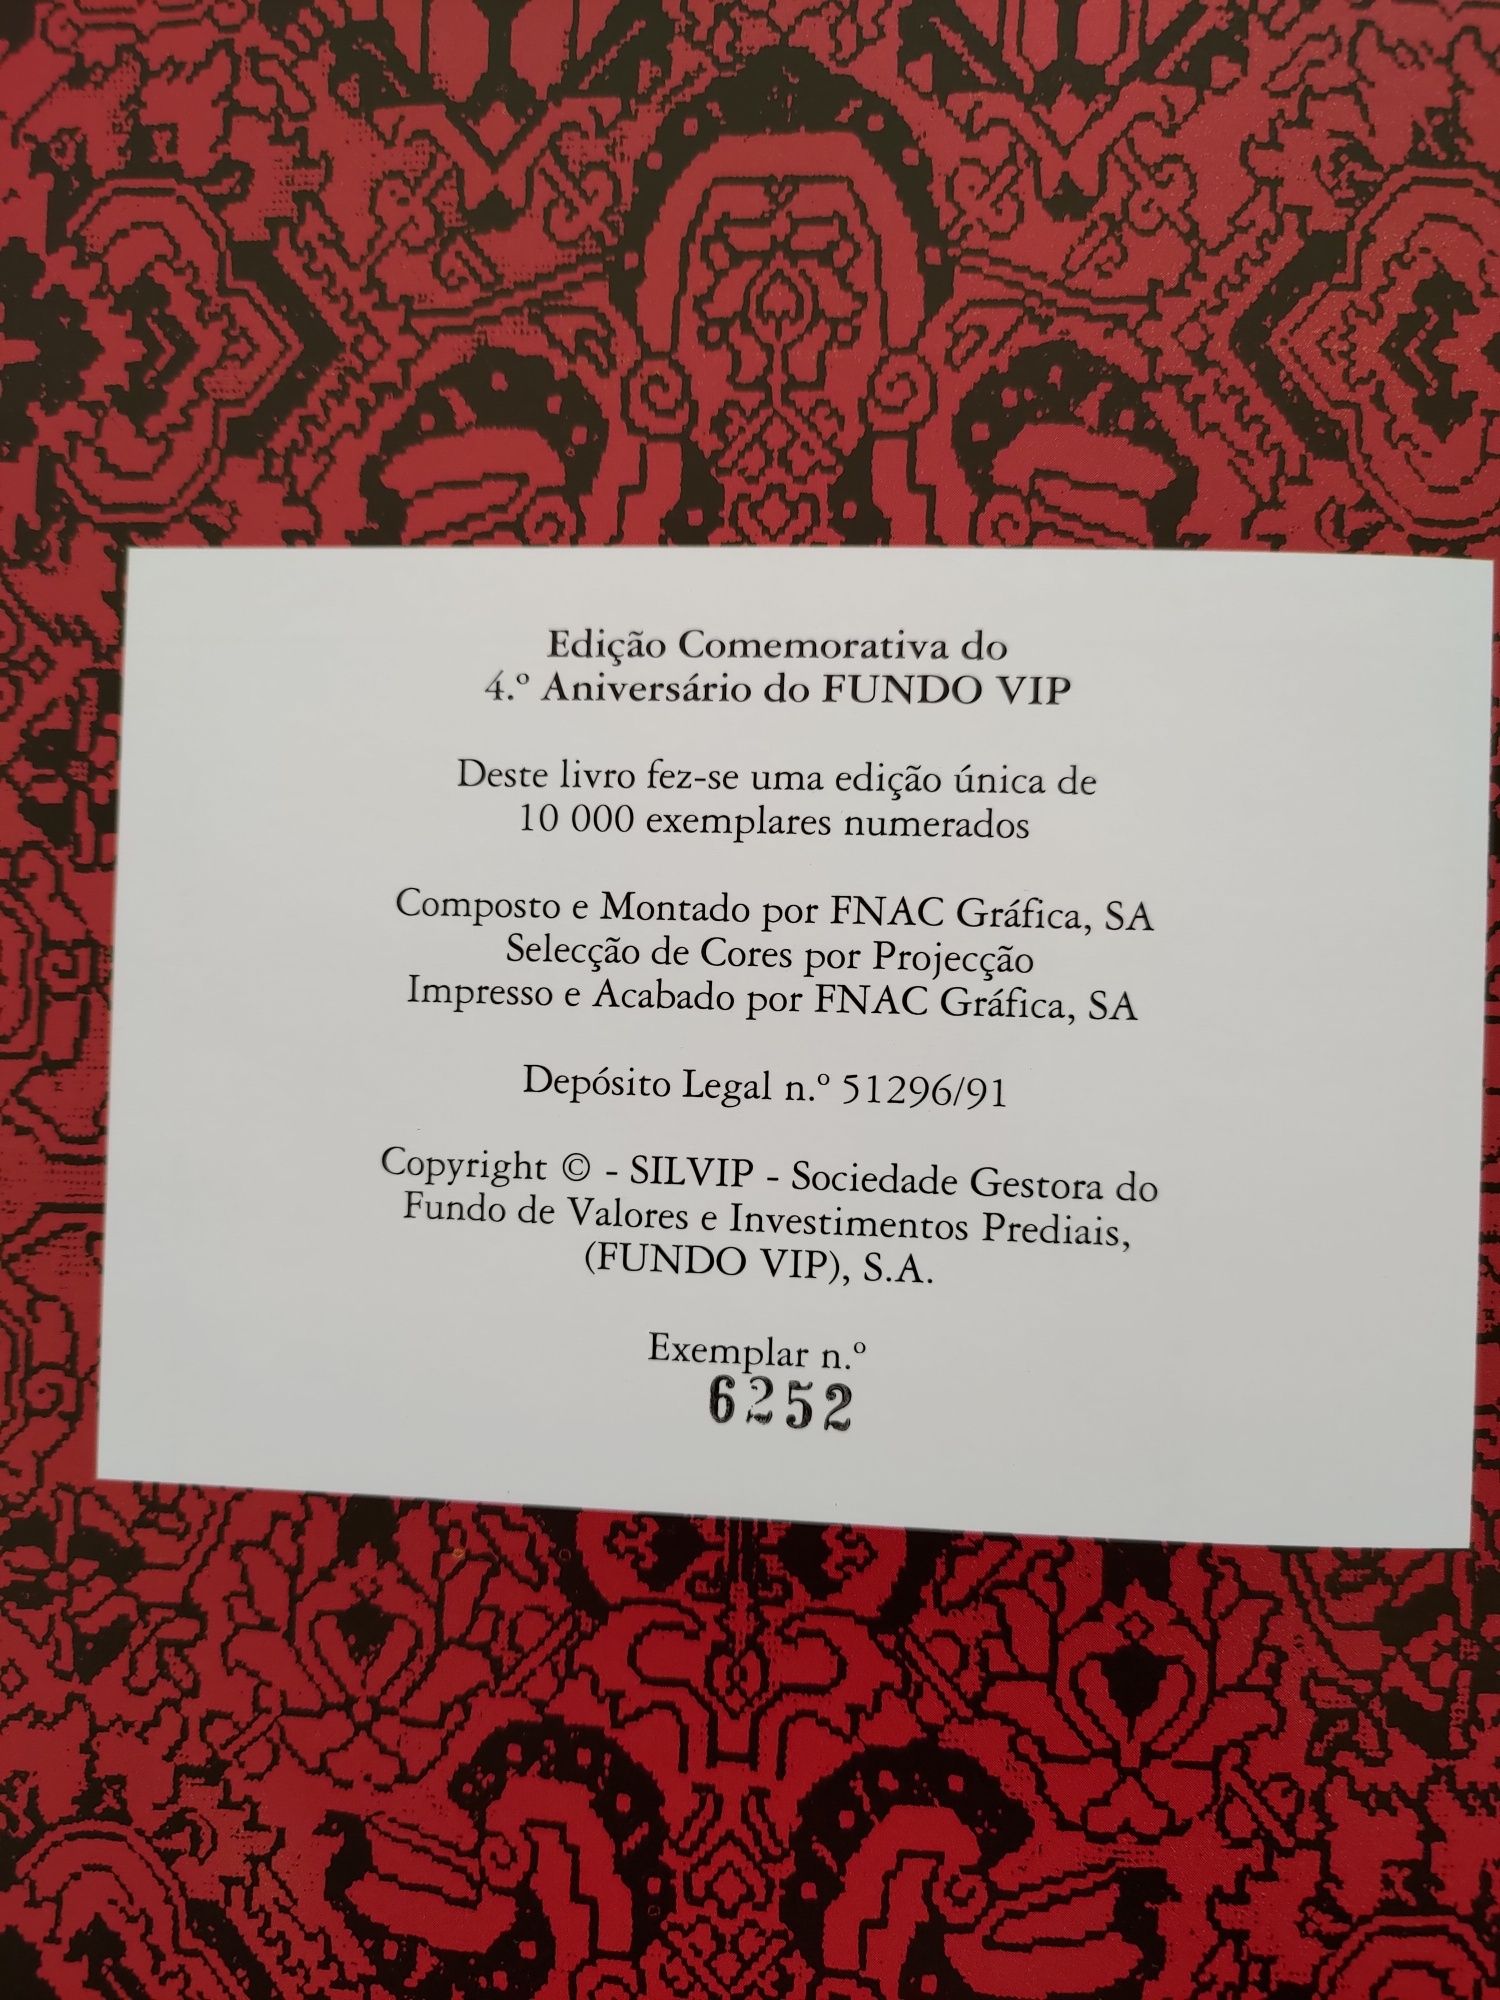 Edição Comemorativa do
4.º Aniversário do FUNDO VIP
Deste livro fez-se uma edição única de
10 000 exemplares numerados
Composto e Montado por FNAC Gráfica, SA
Selecção de Cores por Projecção
Impresso e Acabado por FNAC Gráfica, SA
Depósito Legal n.º 51296/91
Copyright © - SILVIP - Sociedade Gestora do
Fundo de Valores e Investimentos Prediais,
(FUNDO VIP), S.A.
Exemplar n.º
6252